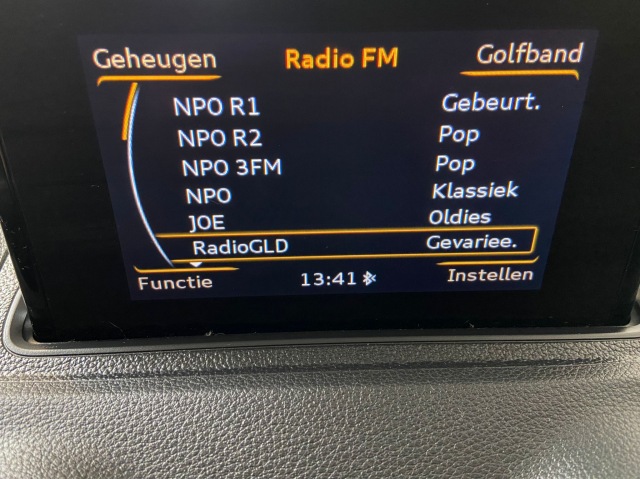 Geheugen Radio FM Golfband
NPO R1 Gebeurt.
NPO R2 Pop
NPO 3FM Pop
NPO Klassiek
JOE Oldies
RadioGLD Gevariee.
Functie 13:41 Instellen